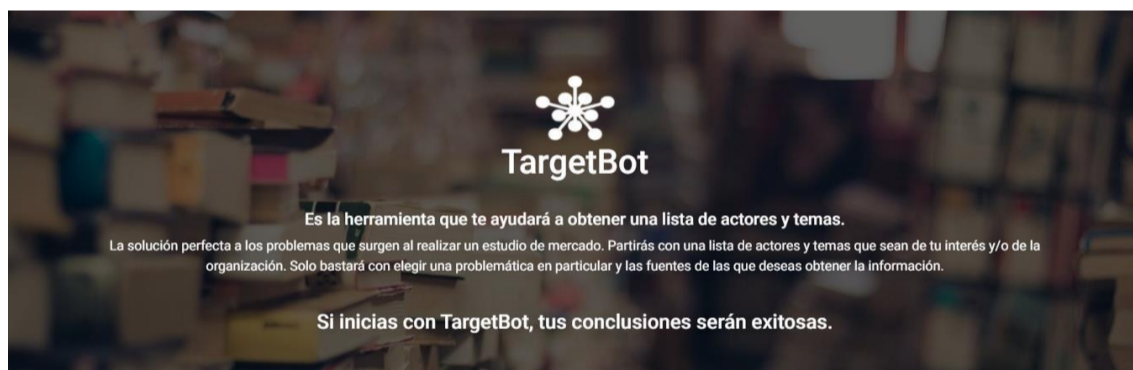 TargetBot
Es la herramienta que te ayudará a obtener una lista de actores y temas.
La solución perfecta a los problemas que surgen al realizar un estudio de mercado. Partirás con una lista de actores y temas que sean de tu interés y/o de la
organización. Solo bastará con elegir una problemática en particular y las fuentes de las que deseas obtener la información.
Si inicias con TargetBot, tus conclusiones serán exitosas.